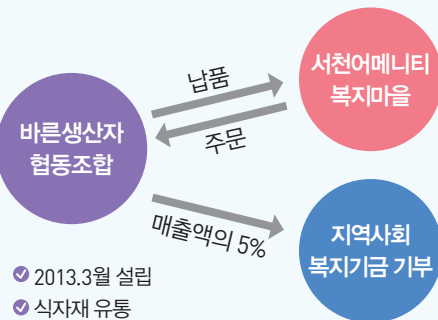 바른생산자
협동조합
납품
주문
서천어메니티
복지마을
매출액의 5%
지역사회
복지기금 기부
2013.3월 설립
식자재 유통